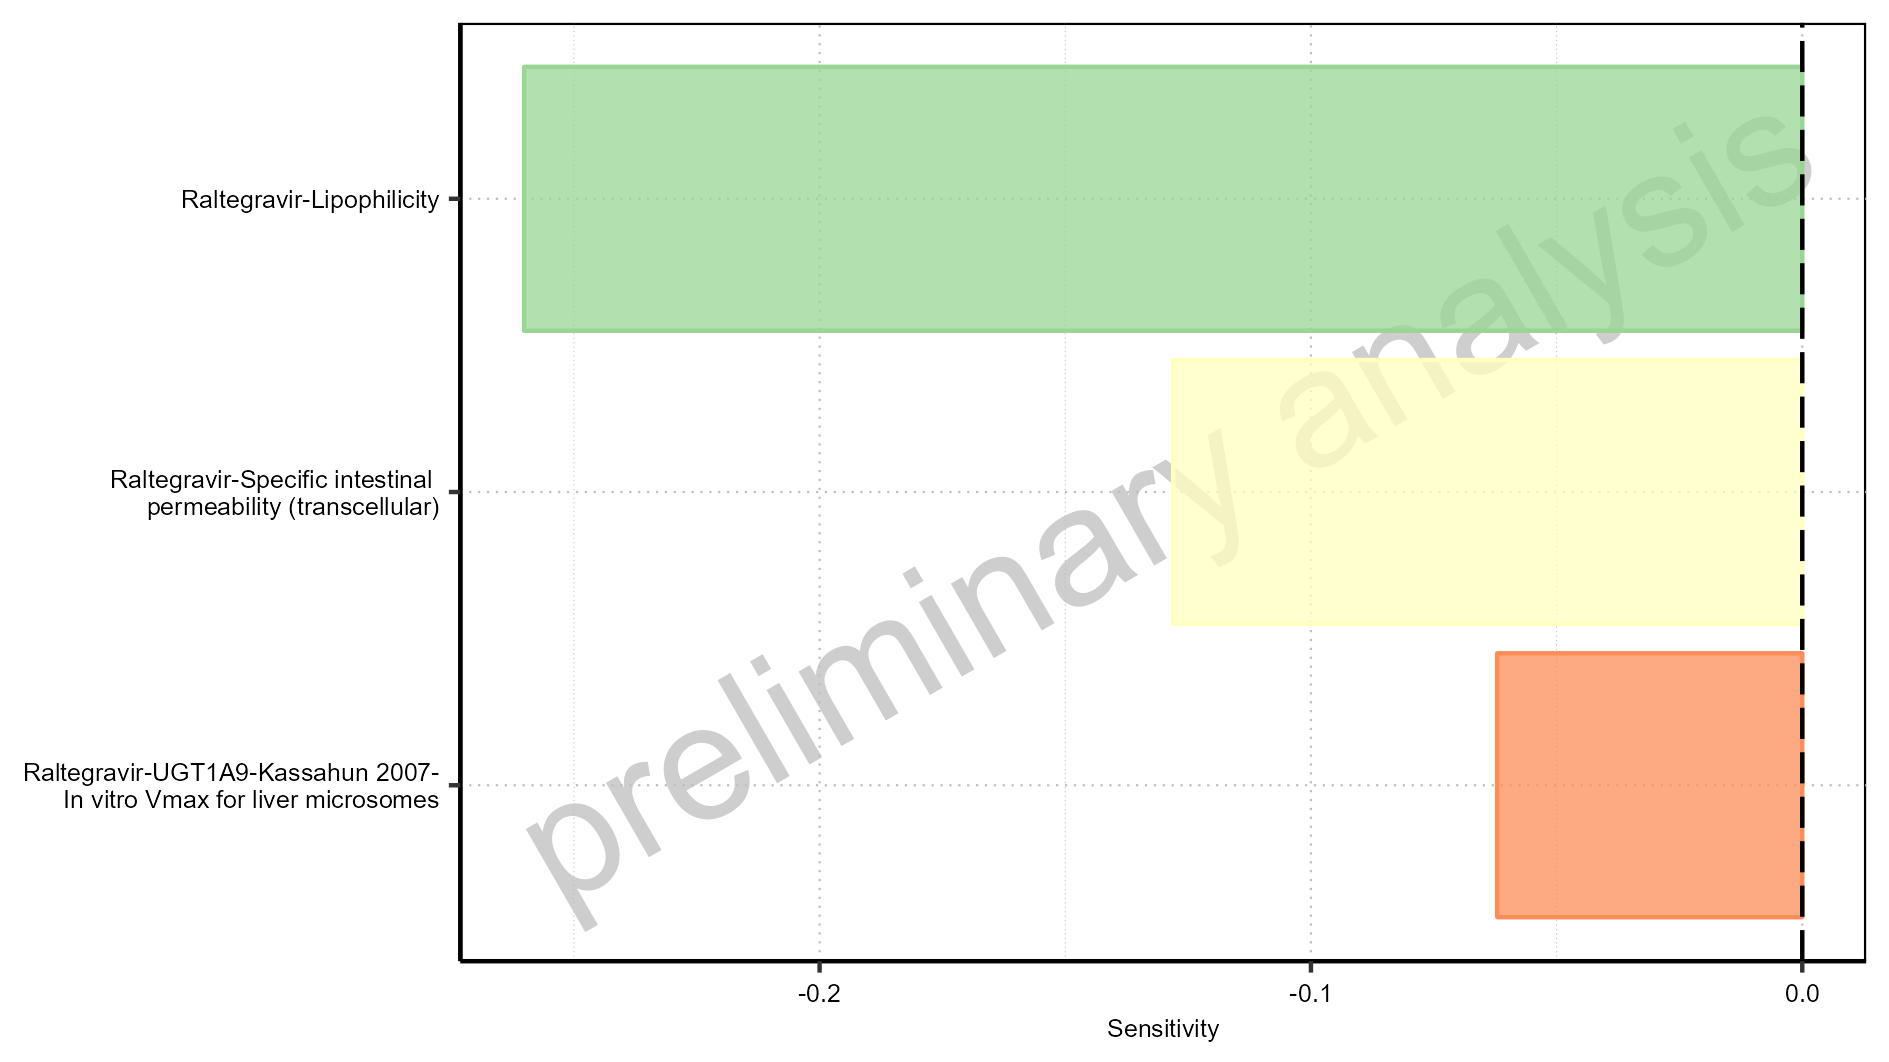 Raltegravir-Lipophilicity
Raltegravir-Specific intestinal
permeability (transcellular)
Raltegravir-UGT1A9-Kassahun 2007-
In vitro Vmax for liver microsomes
preliminary analysis
-0.2
-0.1
0.0
Sensitivity